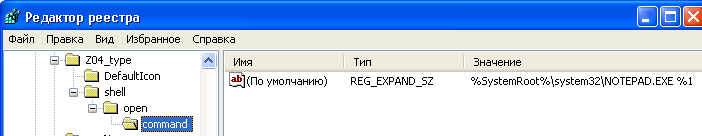 Редактор реестра
Файл Правка Вид Избранное Справка
Z04_type
DefaultIcon
shell
open
command
Имя Тип Значение
ab (По умолчанию) REG_EXPAND_SZ %SystemRoot%\system32\NOTEPAD.EXE %1